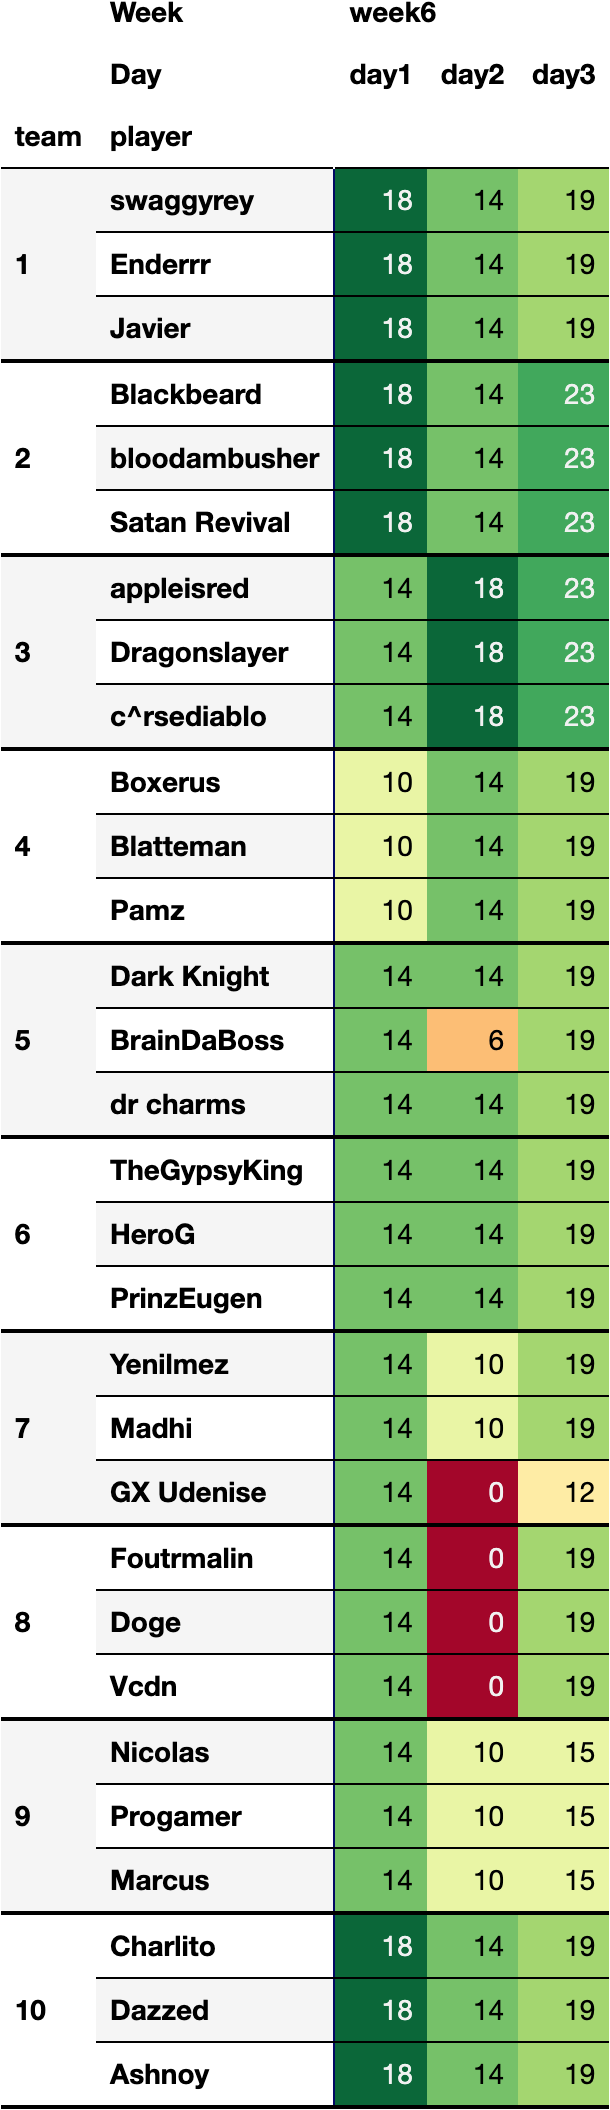 Week week6
Day day1 day2 day3
team player
swaggyrey 18 14 19
1 Enderrr 18 14 19
Javier 18 14 19
Blackbeard 18 14 23
2 bloodambusher 18 14 23
Satan Revival 18 14 23
appleisred 14 18 23
3 Dragonslayer 14 18 23
c^rsediablo 14 18 23
Boxerus 10 14 19
4 Blatteman 10 14 19
Pamz 10 14 19
Dark Knight 14 14 19
5 BrainDaBoss 14 6 19
dr charms 14 14 19
TheGypsyKing 14 14 19
6 HeroG 14 14 19
PrinzEugen 14 14 19
Yenilmez 14 10 19
7 Madhi 14 10 19
GX Udenise 14 0 12
Foutrmalin 14 0 19
8 Doge 14 0 19
Vcdn 14 0 19
Nicolas 14 10 15
9 Progamer 14 10 15
Marcus 14 10 15
Charlito 18 14 19
10 Dazzed 18 14 19
Ashnoy 18 14 19